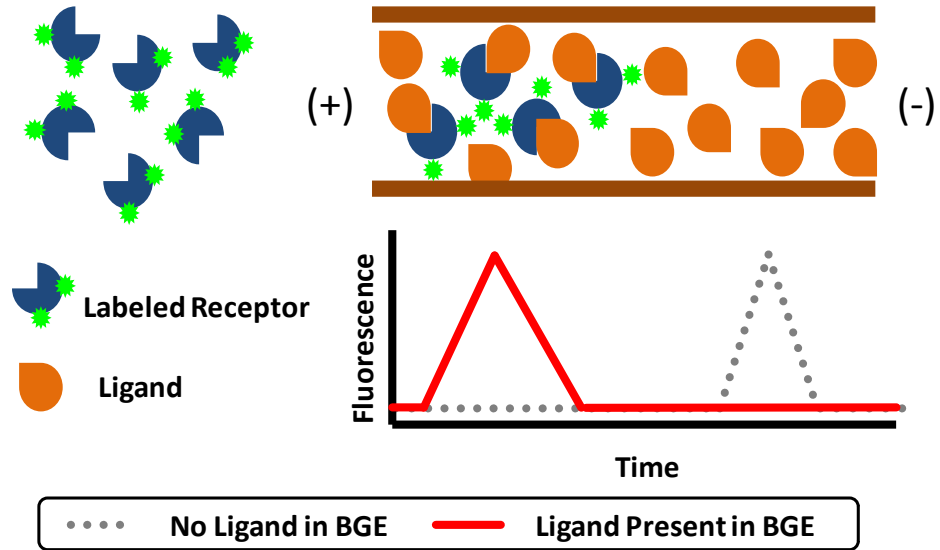 (+)
(-)
Labeled Receptor
Ligand
Fluorescence
Time
No Ligand in BGE
Ligand Present in BGE